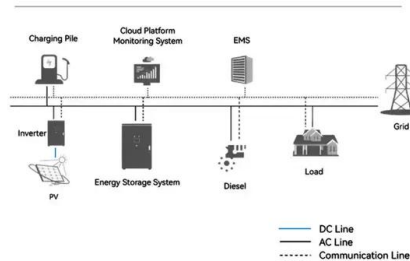 Charging Pile
Cloud Platform
Monitoring System
EMS
Grid
Inverter
PV
Energy Storage System
Diesel
Load
DC Line
AC Line
Communication Line